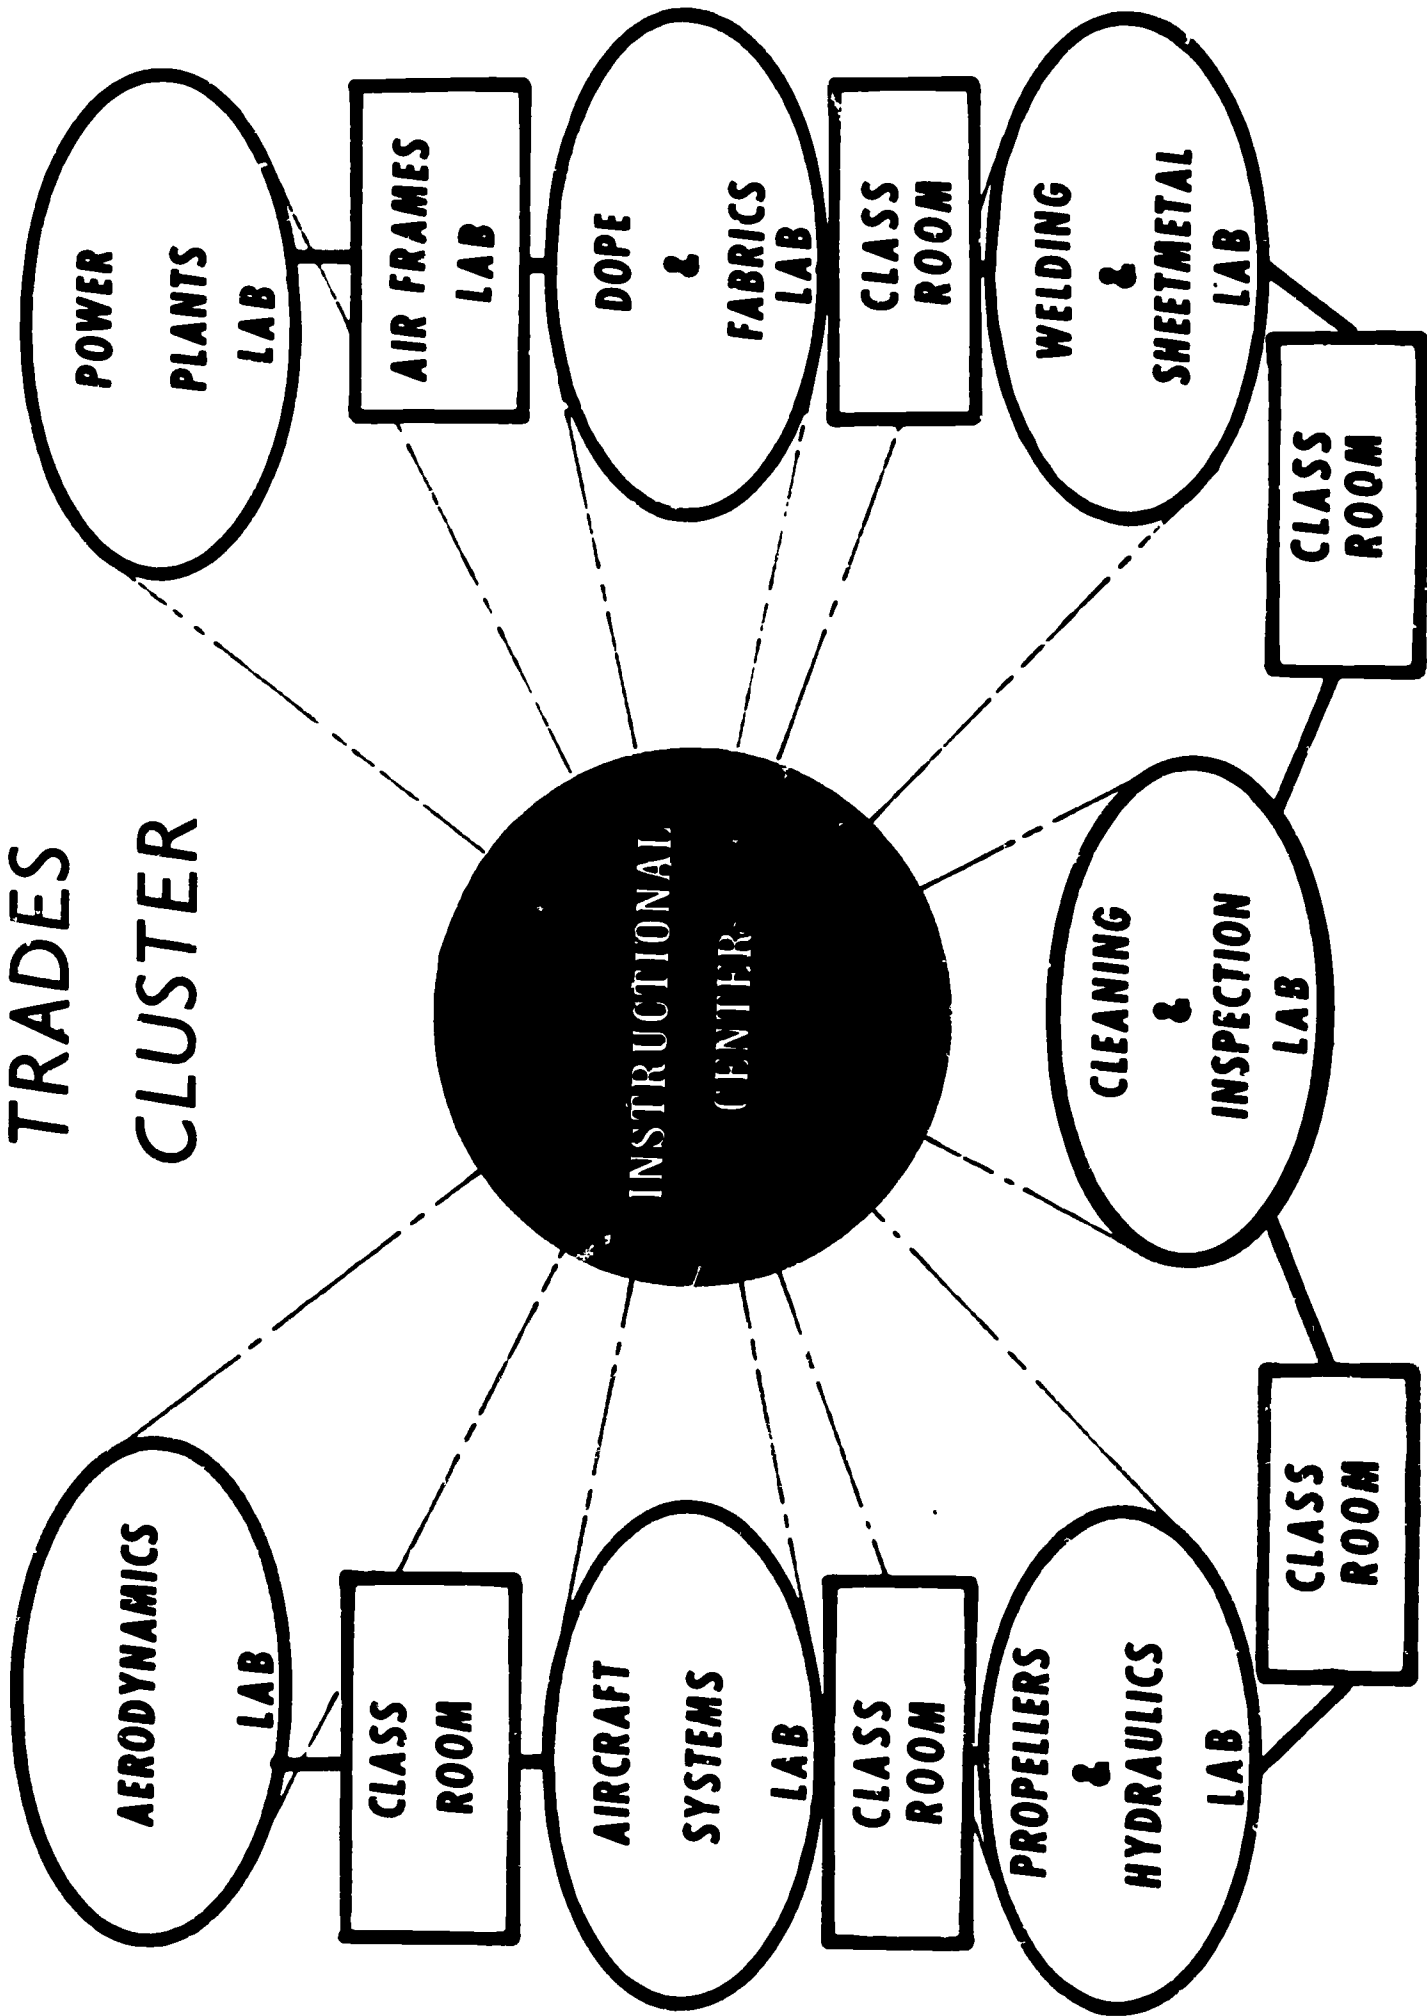 TRADES
CLUSTER
AERODYNAMICS
LAB
CLASS
ROOM
AIRCRAFT
SYSTEMS
LAB
CLASS
ROOM
PROPELLERS
&
HYDRAULICS
LAB
CLASS
ROOM
INSTRUCTIONAL
CENTER
CLEANING
&
INSPECTION
LAB
POWER
PLANTS
LAB
AIR FRAMES
LAB
DOPE
&
FABRICS
LAB
CLASS
ROOM
WELDING
&
SHEETMETAL
LAB
CLASS
ROOM